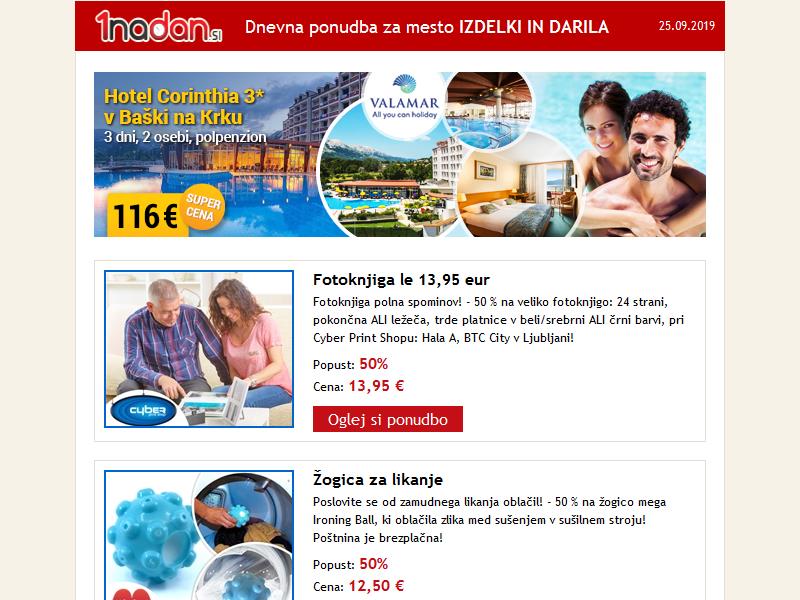 1nadan.si
Dnevna ponudba za mesto IZDELKI IN DARILA
25.09.2019
Hotel Corinthia 3*
v Baški na Krku
3 dni, 2 osebi, polpenzion
116 €
SUPER
CENA
VALAMAR
All you can holiday
Fotoknjiga le 13,95 eur
Fotoknjiga polna spominov! - 50 % na veliko fotoknjigo: 24 strani,
pokončna ALI ležeča, trde platnice v beli/srebrni ALI črni barvi, pri
Cyber Print Shopu: Hala A, BTC City v Ljubljani!
Popust: 50%
Cena: 13,95 €
Oglej si ponudbo
cyber
Žogica za likanje
Poslovite se od zamudnega likanja oblačil! - 50 % na žogico mega
Ironing Ball, ki oblačila zlika med sušenjem v sušilnem stroju!
Poštnina je brezplačna!
Popust: 50%
Cena: 12,50 €